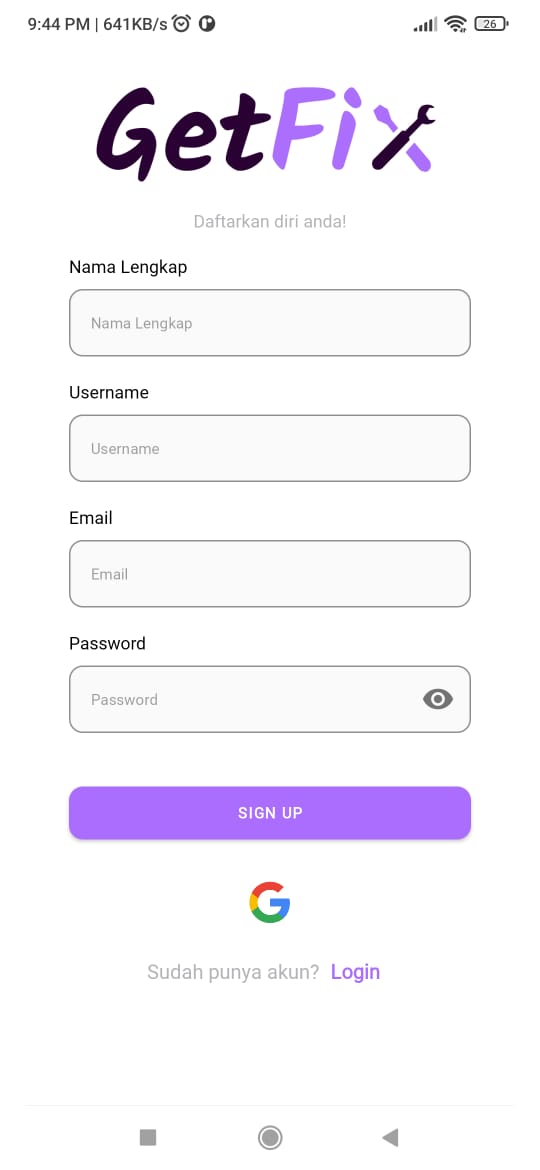 9:44 PM | 641KB/s
26
GetFix
Daftarkan diri anda!
Nama Lengkap
Nama Lengkap
Username
Username
Email
Email
Password
Password
SIGN UP
Sudah punya akun? Login